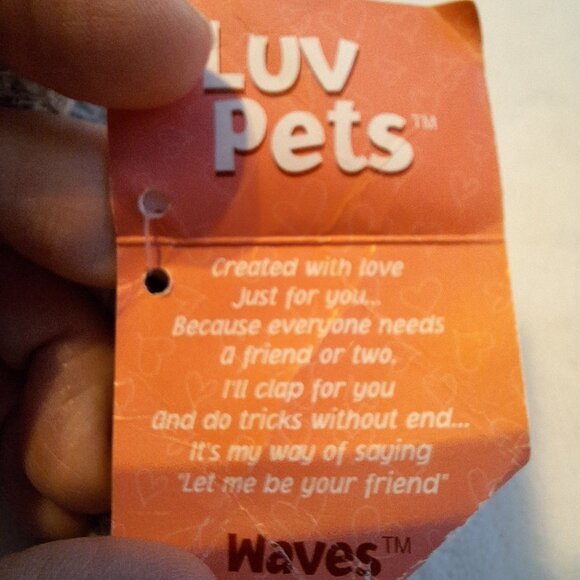 Luv
Pets™
Created with love
Just for you...
Because everyone needs
a friend or two.
I'll clap for you
and do tricks without end...
it's my way of saying
"Let me be your friend"
Waves™